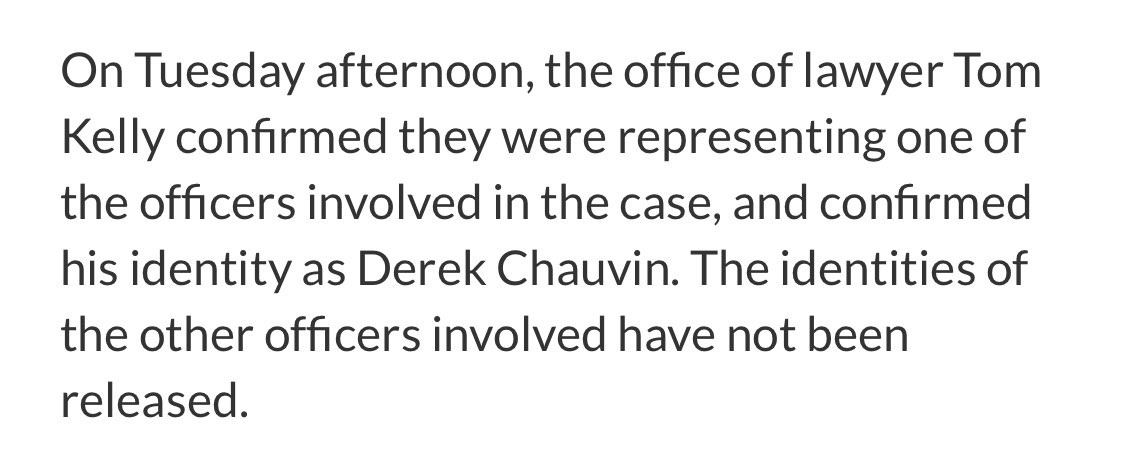 On Tuesday afternoon, the office of lawyer Tom
Kelly confirmed they were representing one of
the officers involved in the case, and confirmed
his identity as Derek Chauvin. The identities of
the other officers involved have not been
released.